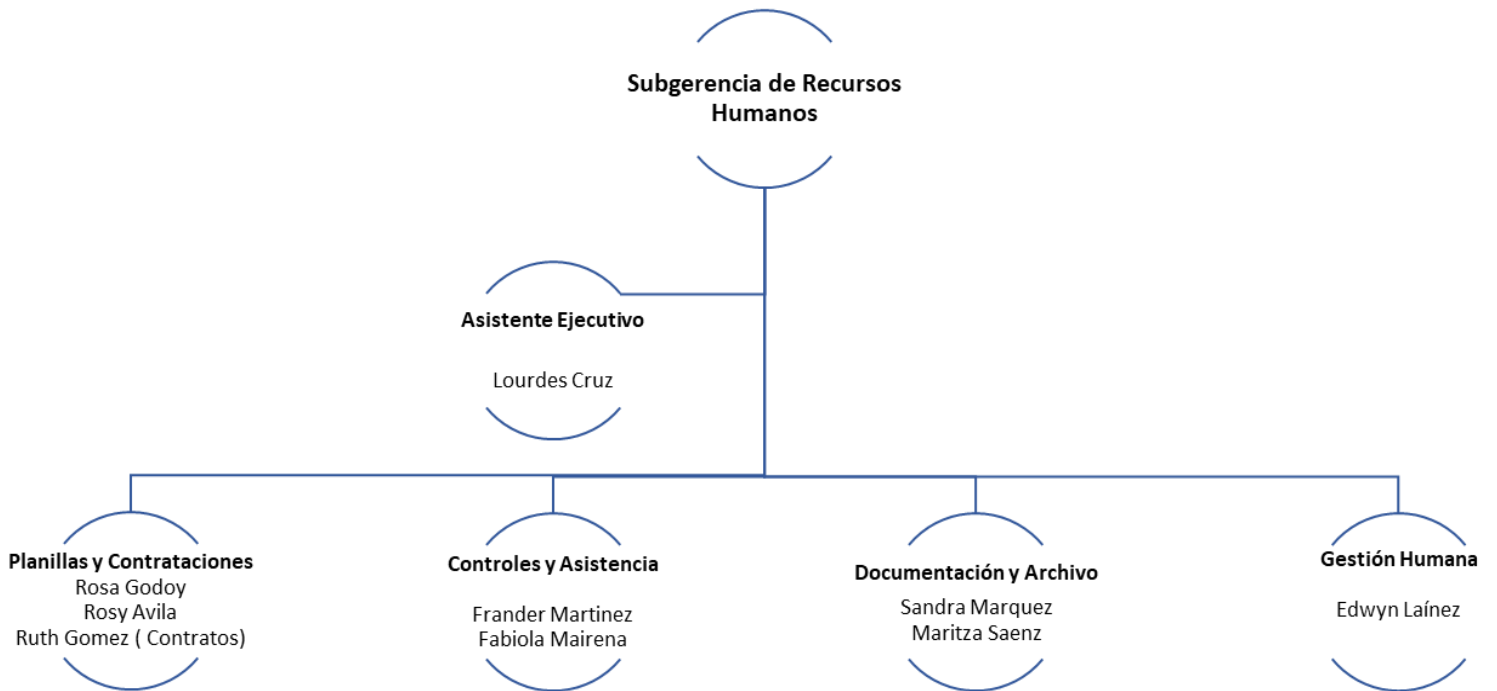 Subgerencia de Recursos
Humanos
Asistente Ejecutivo
Lourdes Cruz
Planillas y Contrataciones
Rosa Godoy
Rosy Avila
Ruth Gomez ( Contratos)
Controles y Asistencia
Frander Martinez
Fabiola Mairena
Documentación y Archivo
Sandra Marquez
Maritza Saenz
Gestión Humana
Edwyn Laínez